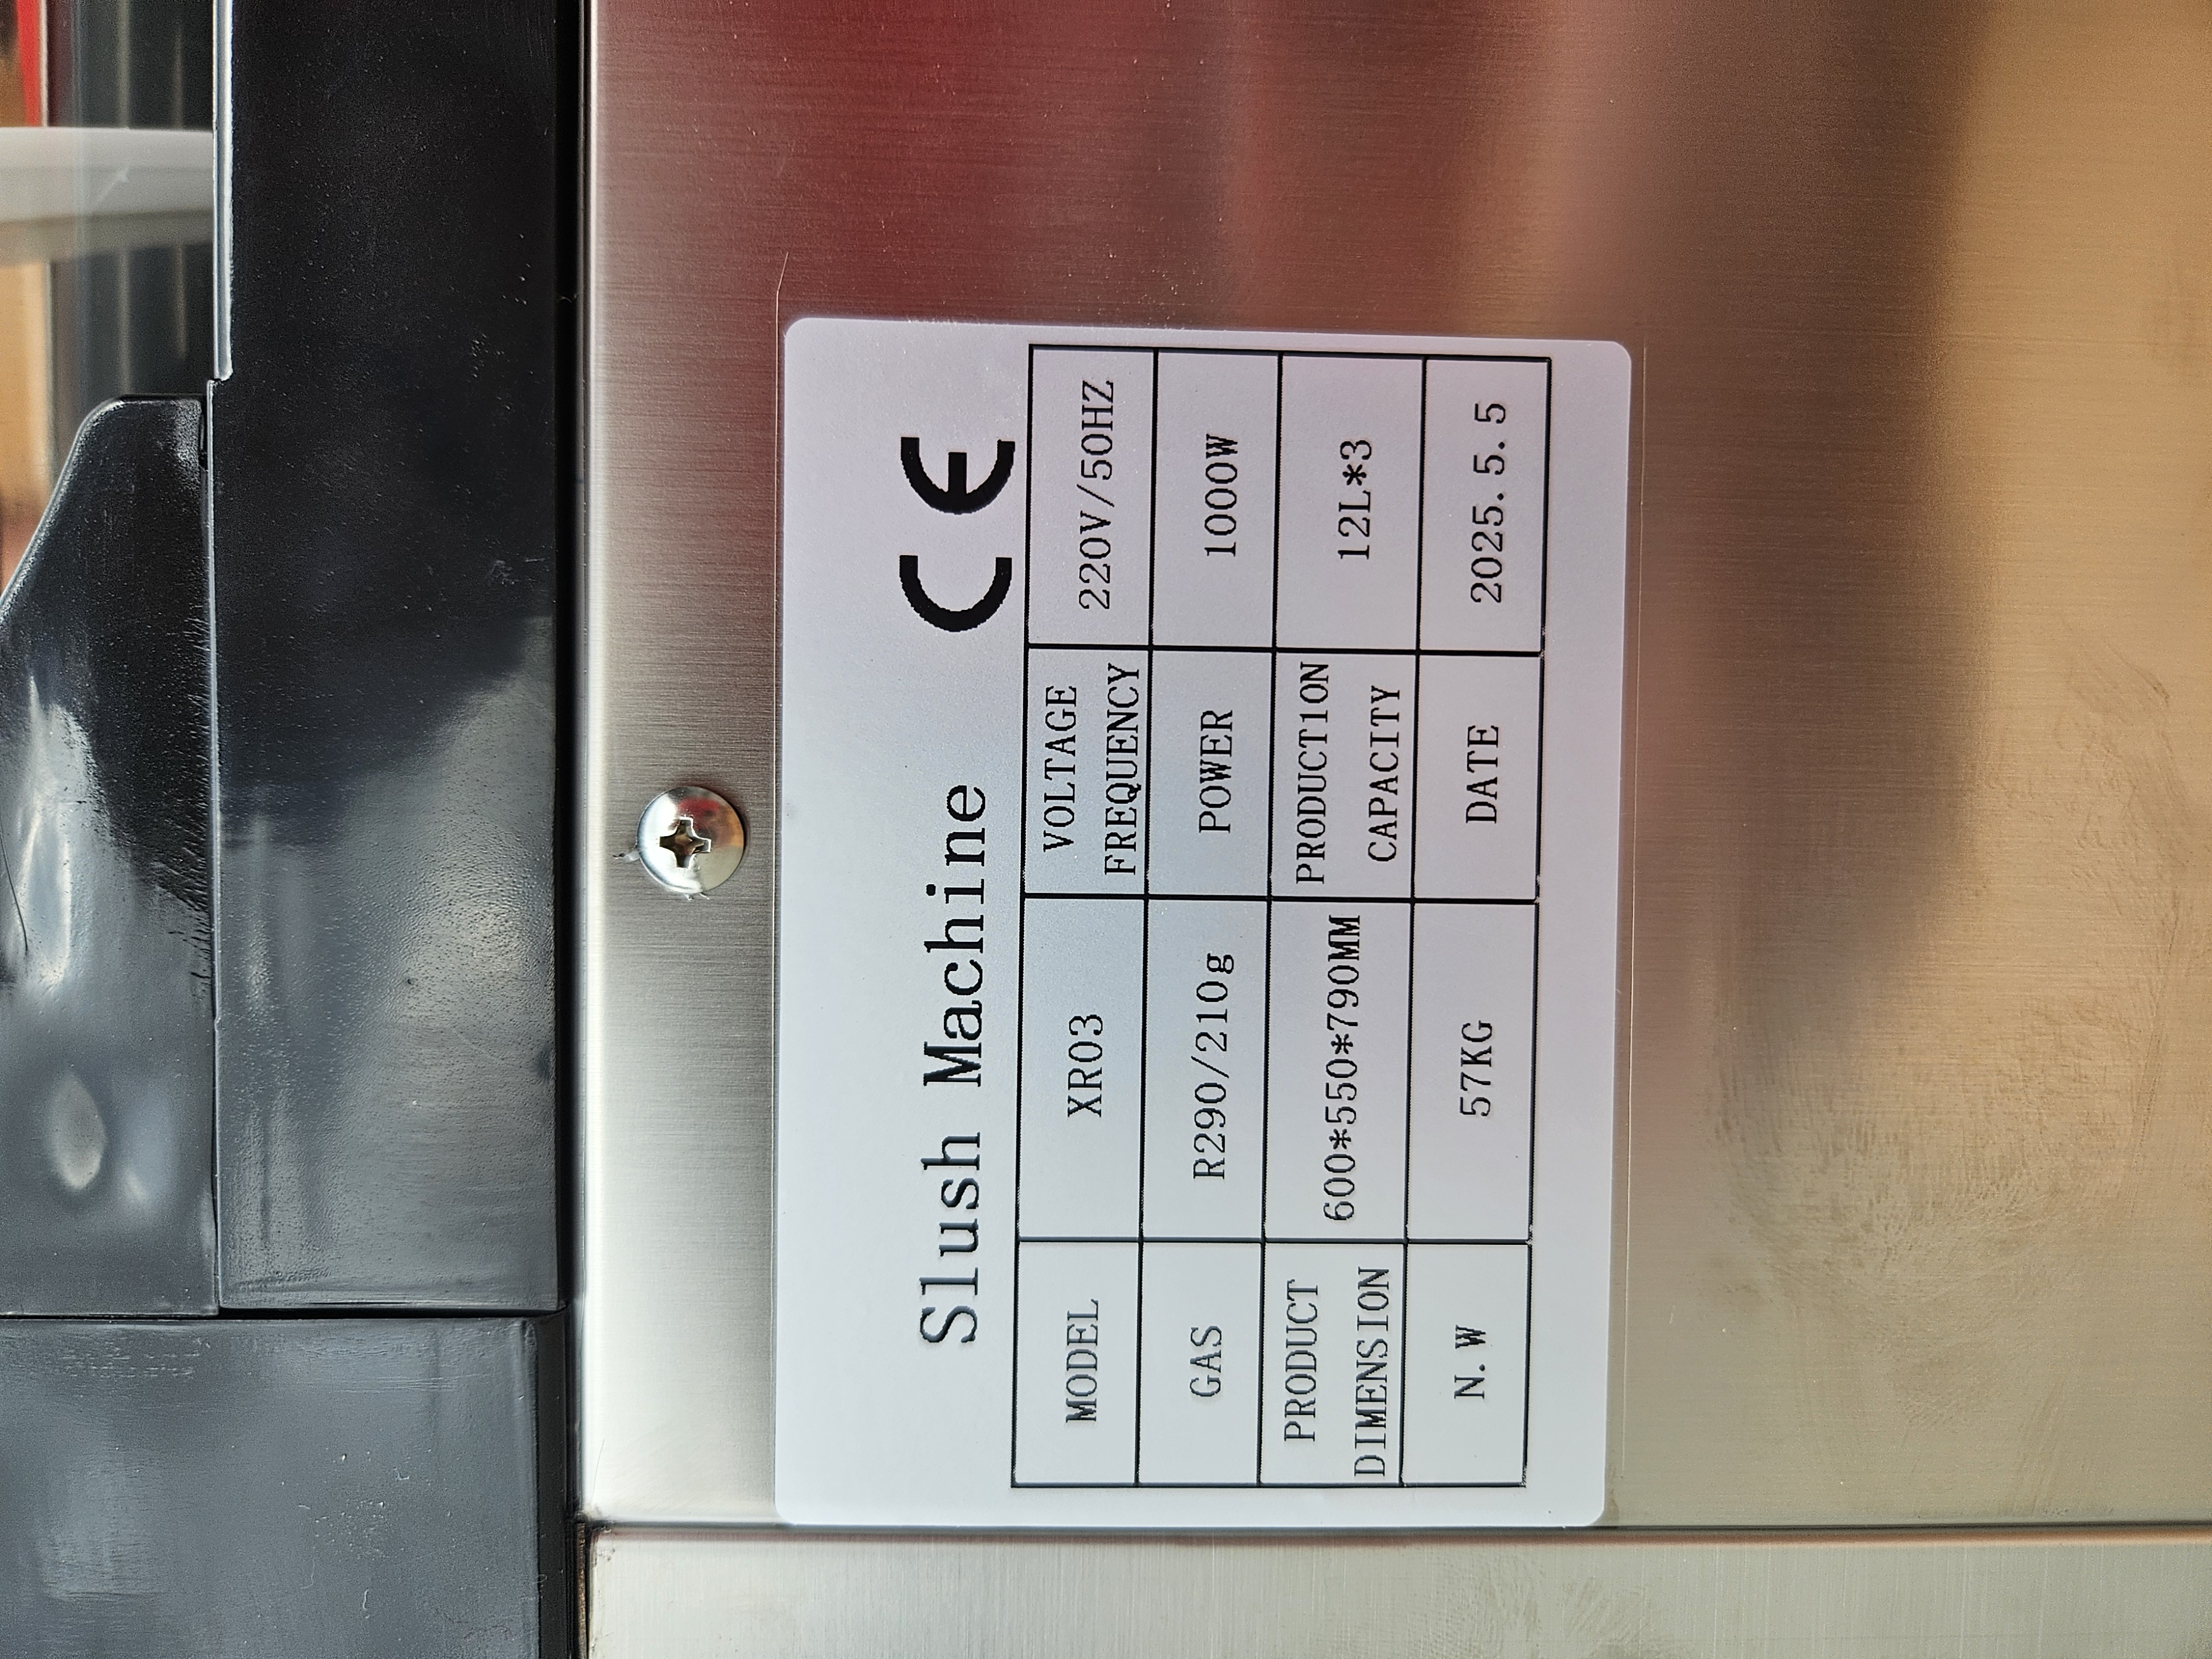 Slush Machine CE
MODEL XR03 VOLTAGE FREQUENCY 220V/50HZ
GAS R290/210g POWER 1000W
PRODUCT DIMENSION 600*550*790MM PRODUCT1ON CAPACITY 12L*3
N.W 57KG DATE 2025.5.5